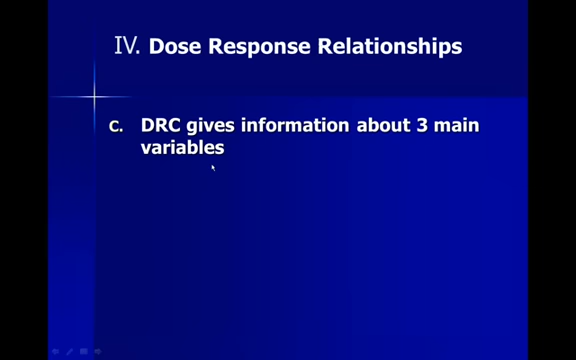 IV. Dose Response Relationships
C. DRC gives information about 3 main
variables